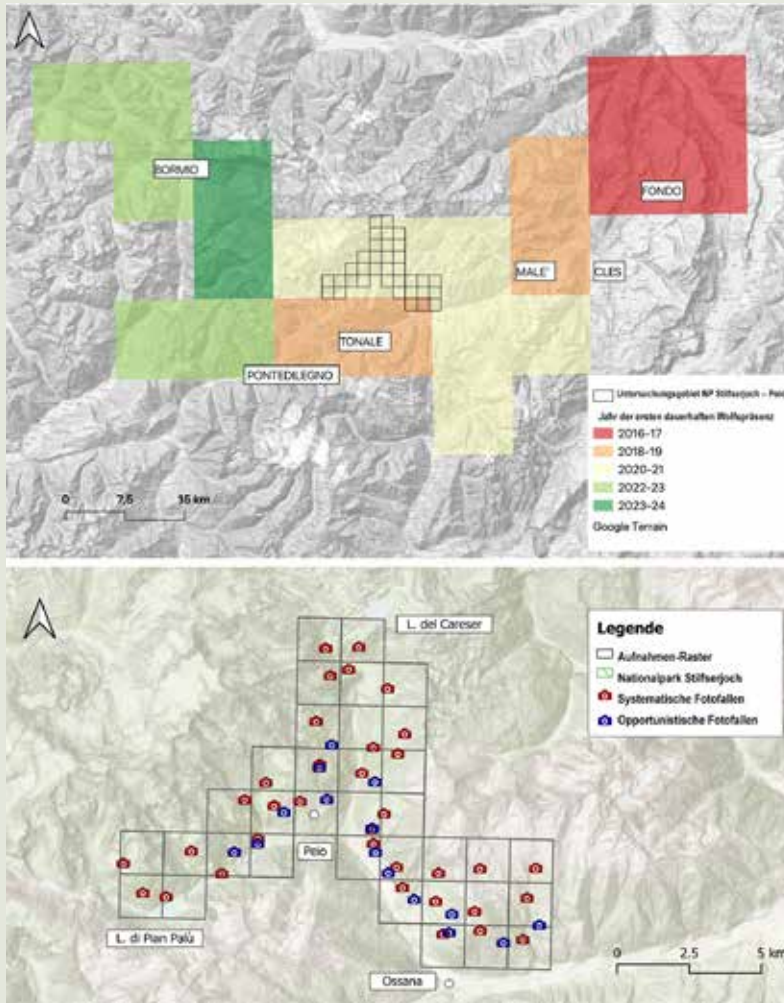 BORMIO
FONDO
MALE'
CLES
TONALE
PONTEDILEGNO
Untersuchungsgebiet NP Stilfserjoch – Peio
Jahr der ersten dauerhaften Wolfspräsenz
2016-17
2018-19
2020-21
2022-23
2023-24
Google Terrain
0 7,5 15 km
L. del Careser
Legende
Aufnahmen-Raster
Nationalpark Stilfserjoch
Systematische Fotofallen
Opportunistische Fotofallen
Peio
L. di Pian Palù
Ossana
0 2,5 5 km